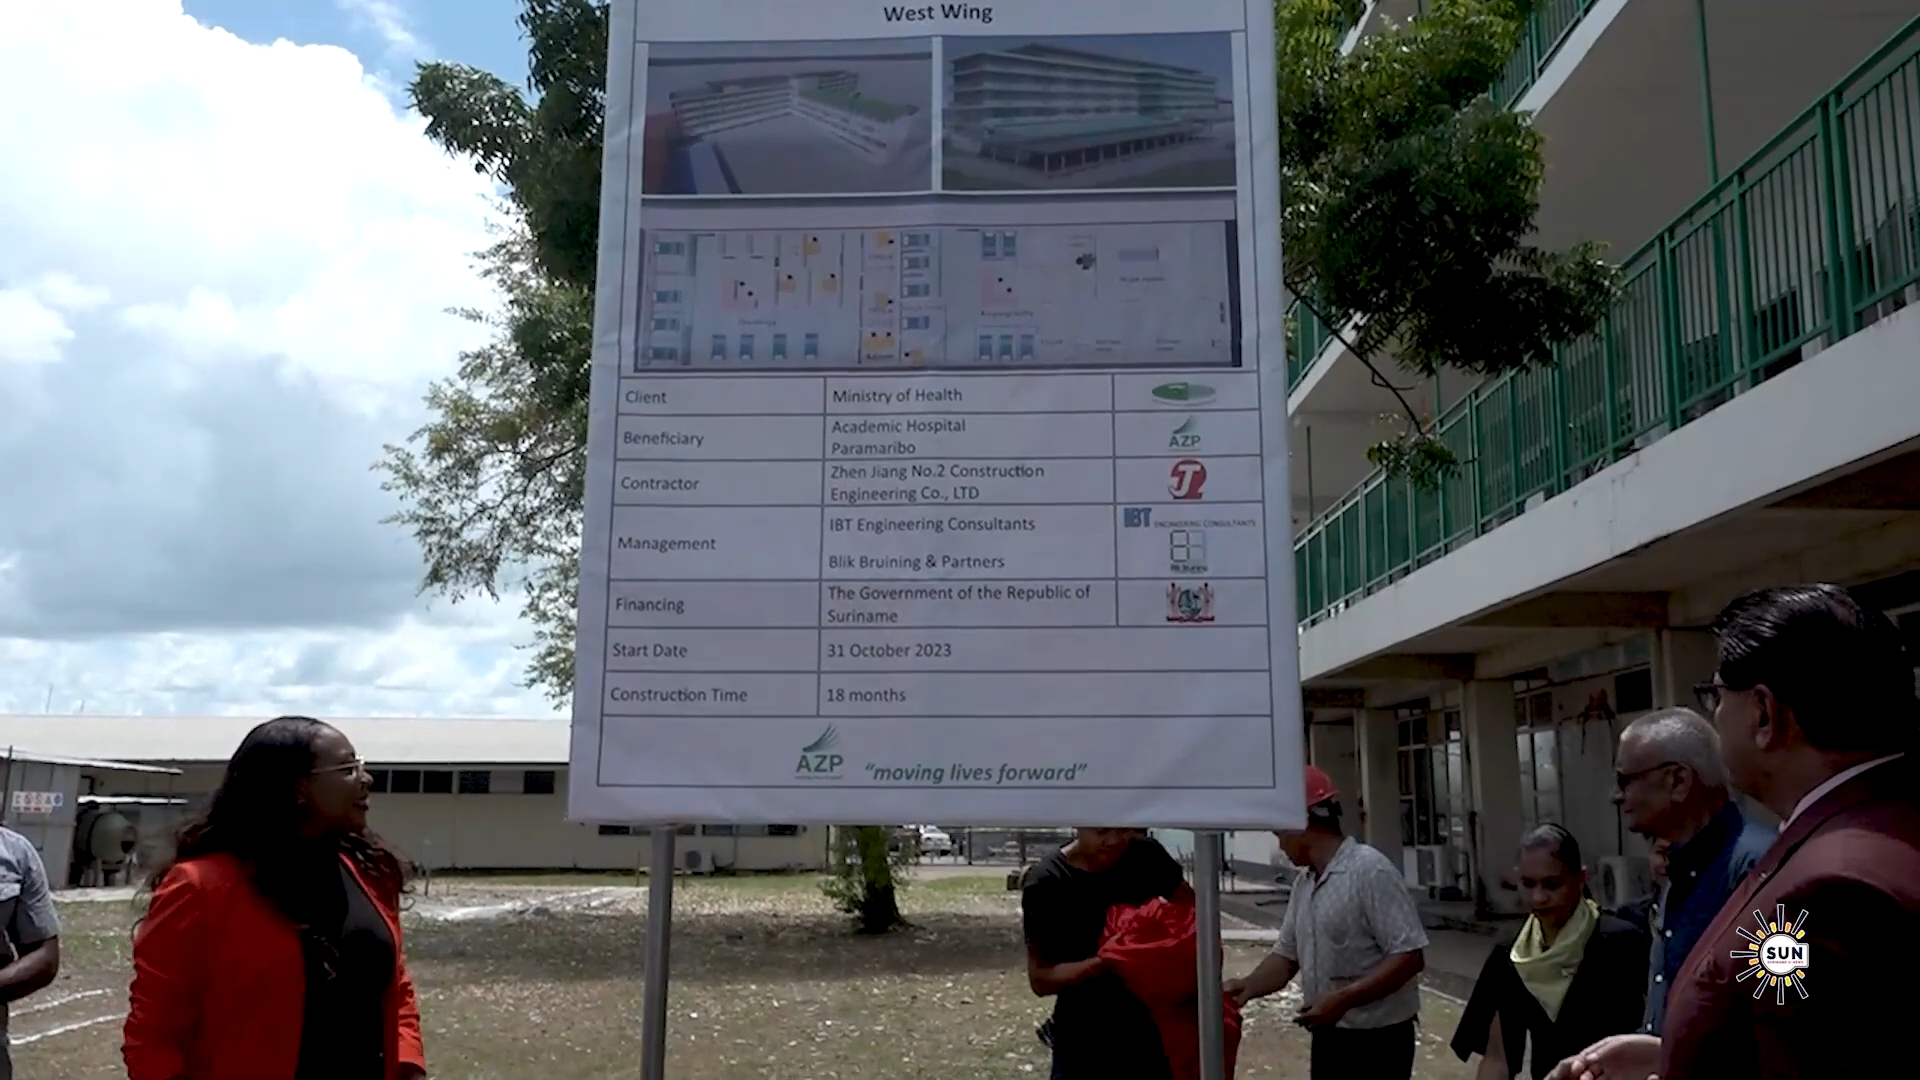 West Wing
Client
Ministry of Health
Beneficiary
Academic Hospital
Paramaribo
AZP
Contractor
Zhen Jiang No.2 Construction
Engineering Co., LTD
Management
IBT Engineering Consultants
Blik Bruining & Partners
IBT ENGINEERING CONSULTANTS
Financing
The Government of the Republic of
Suriname
Start Date
31 October 2023
Construction Time
18 months
AZP
"moving lives forward"
SUN